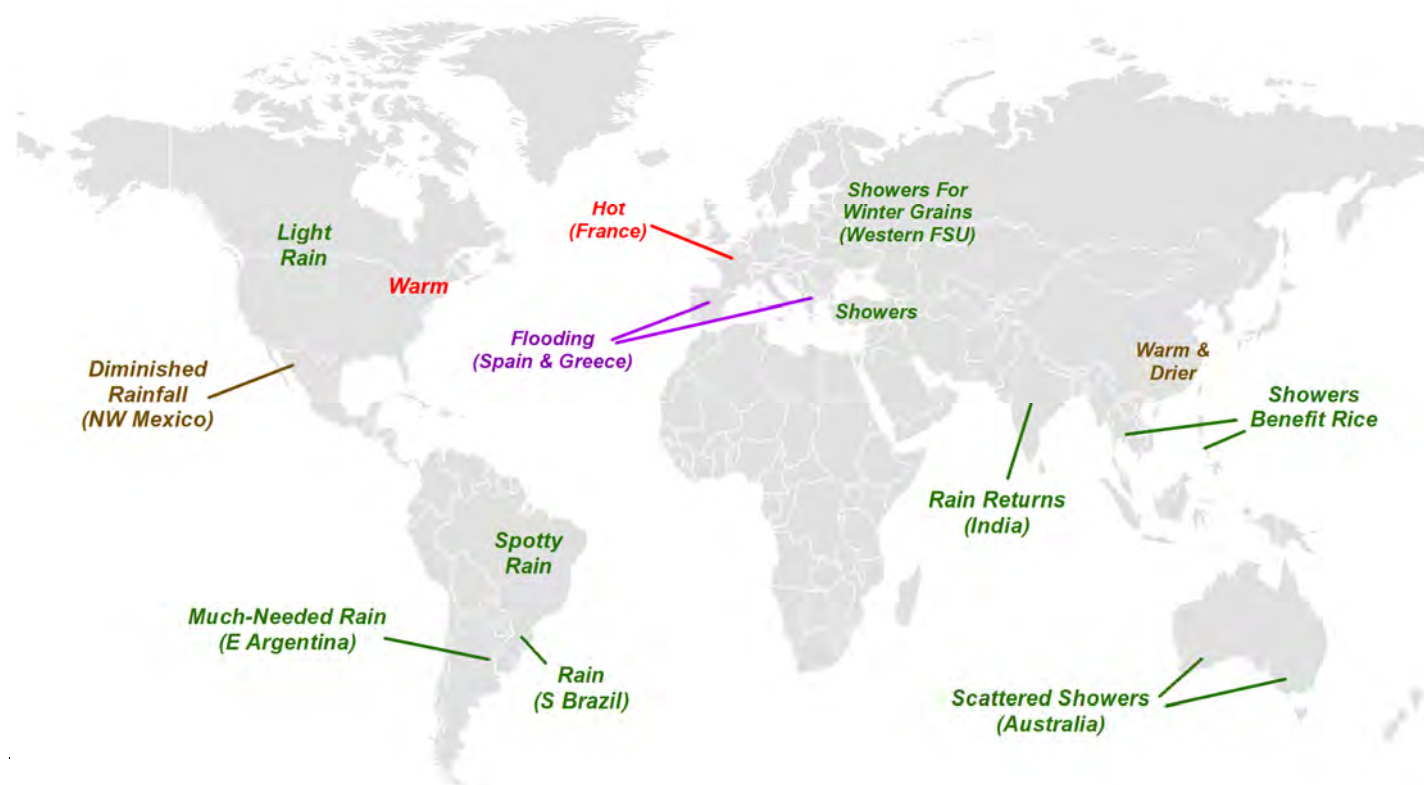 Hot
(France)
Showers For
Winter Grains
(Western FSU)
Light
Rain
Warm
Showers
Flooding
(Spain & Greece)
Warm &
Drier
Diminished
Rainfall
(NW Mexico)
Showers
Benefit Rice
Rain Returns
(India)
Spotty
Rain
Much-Needed Rain
(E Argentina)
Rain
(S Brazil)
Scattered Showers
(Australia)